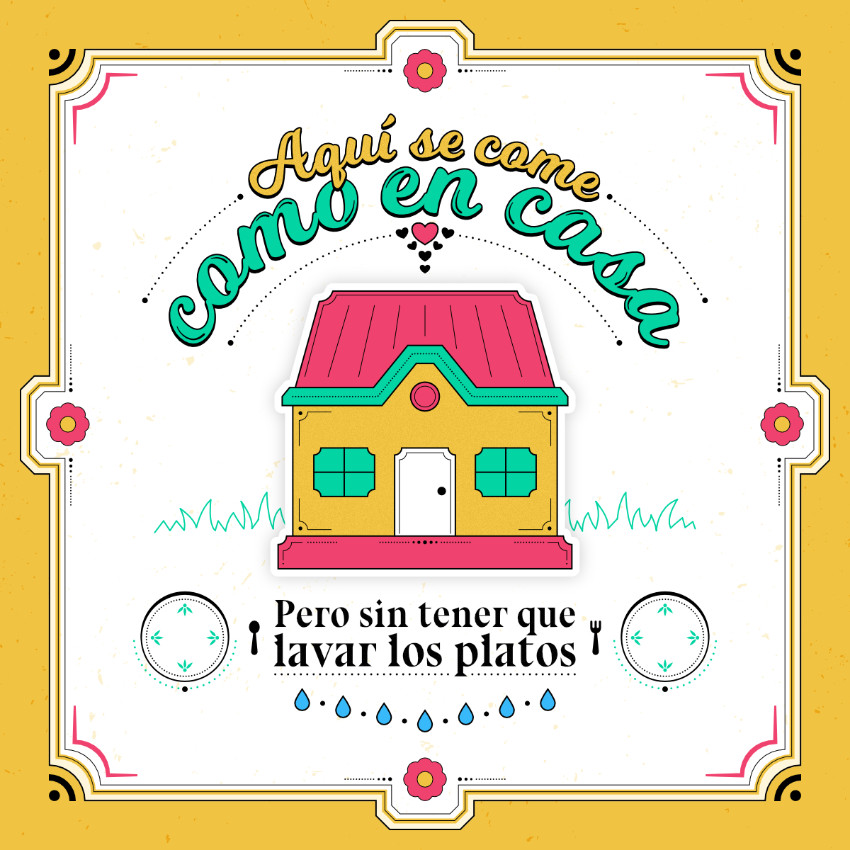 Aquí se come
como en casa
Pero sin tener que
lavar los platos